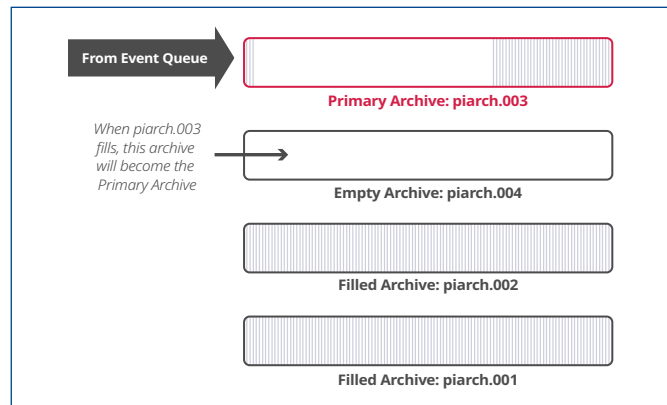 From Event Queue
Primary Archive: piarch.003
When piarch.003
fills, this archive
will become the
Primary Archive
Empty Archive: piarch.004
Filled Archive: piarch.002
Filled Archive: piarch.001